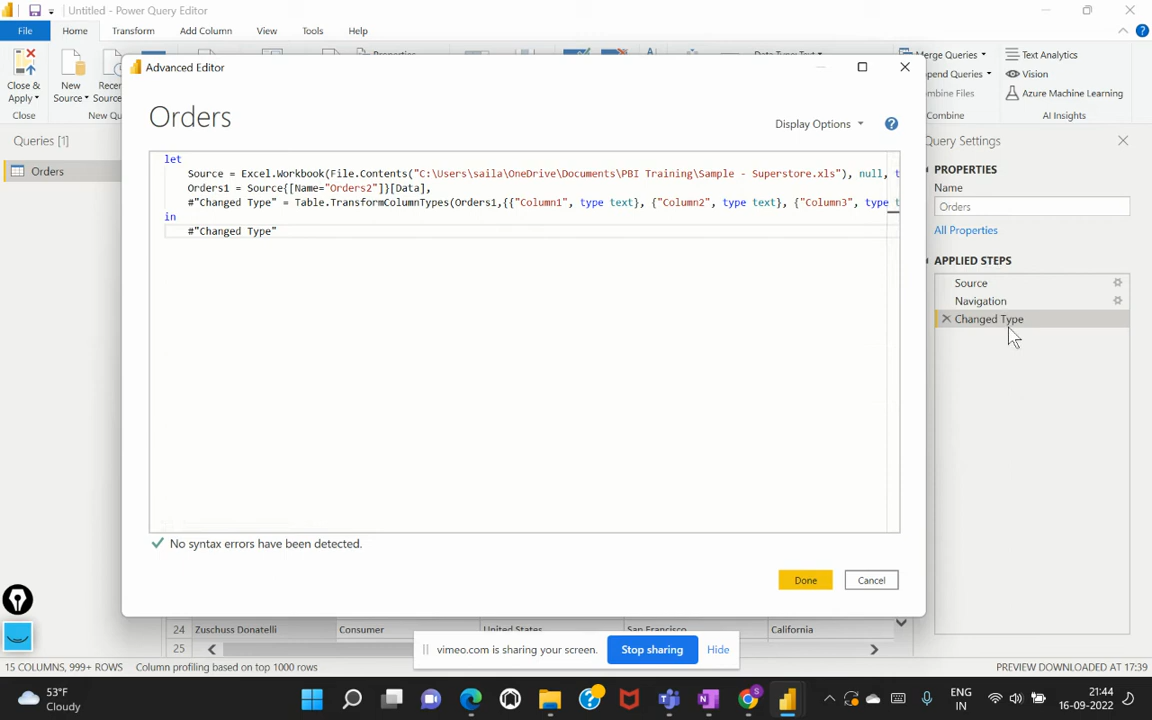 Untitled - Power Query Editor
File Home Transform Add Column View Tools Help
Close & Apply
New Source
Recent
Close
New Qu
Properties
Merge Queries
pend Queries
ombine Files
Combine
Text Analytics
Vision
Azure Machine Learning
AI Insights
Queries [1]
Orders
Advanced Editor
Orders
Display Options
let
Source = Excel.Workbook(File.Contents("C:\Users\saila\OneDrive\Documents\PBI Training\Sample - Superstore.xls"), null, t
Orders1 = Source{[Name="Orders2"]}[Data],
#"Changed Type" = Table.TransformColumnTypes(Orders1,{{"Column1", type text}, {"Column2", type text}, {"Column3", type t
in
#"Changed Type"
No syntax errors have been detected.
Done
Cancel
Query Settings
PROPERTIES
Name
Orders
All Properties
APPLIED STEPS
Source
Navigation
Changed Type
24 Zuschuss Donatelli Consumer United States San Francisco California
25
vimeo.com is sharing your screen. Stop sharing Hide
15 COLUMNS, 999+ ROWS Column profiling based on top 1000 rows
PREVIEW DOWNLOADED AT 17:39
53°F
Cloudy
ENG
IN
21:44
16-09-2022